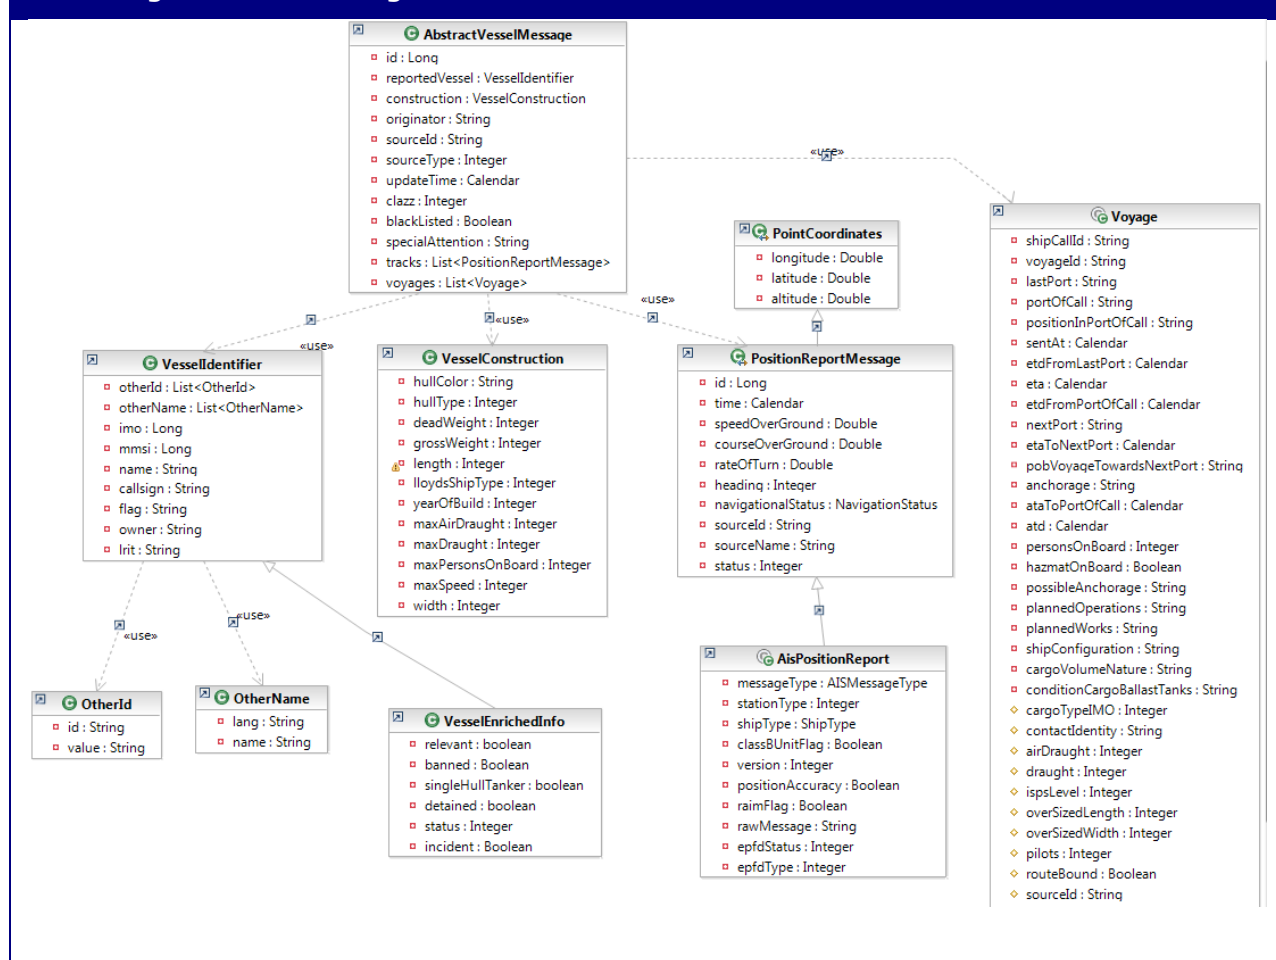 AbstractVesselMessage
id : Long
reportedVessel : VesselIdentifier
construction : VesselConstruction
originator : String
sourceId : String
sourceType : Integer
updateTime : Calendar
clazz : Integer
blackListed : Boolean
specialAttention : String
tracks : List<PositionReportMessage>
voyages : List<Voyage>
«use»
«use»
«use»
«use»
PointCoordinates
longitude : Double
latitude : Double
altitude : Double
Voyage
shipCallId : String
voyageId : String
lastPort : String
portOfCall : String
positionInPortOfCall : String
sentAt : Calendar
etdFromLastPort : Calendar
eta : Calendar
etdFromPortOfCall : Calendar
nextPort : String
etaToNextPort : Calendar
pobVoyageTowardsNextPort : String
anchorage : String
ataToPortOfCall : Calendar
atd : Calendar
personsOnBoard : Integer
hazmatOnBoard : Boolean
possibleAnchorage : String
plannedOperations : String
plannedWorks : String
shipConfiguration : String
cargoVolumeNature : String
conditionCargoBallastTanks : String
cargoTypeIMO : Integer
contactIdentity : String
airDraught : Integer
draught : Integer
ispsLevel : Integer
overSizedLength : Integer
overSizedWidth : Integer
pilots : Integer
routeBound : Boolean
sourceId : String
VesselIdentifier
otherId : List<OtherId>
otherName : List<OtherName>
imo : Long
mmsi : Long
name : String
callsign : String
flag : String
owner : String
lrit : String
VesselConstruction
hullColor : String
hullType : Integer
deadWeight : Integer
grossWeight : Integer
length : Integer
lloydsShipType : Integer
yearOfBuild : Integer
maxAirDraught : Integer
maxDraught : Integer
maxPersonsOnBoard : Integer
maxSpeed : Integer
width : Integer
PositionReportMessage
id : Long
time : Calendar
speedOverGround : Double
courseOverGround : Double
rateOfTurn : Double
heading : Integer
navigationalStatus : NavigationStatus
sourceId : String
sourceName : String
status : Integer
«use»
«use»
OtherId
id : String
value : String
OtherName
lang : String
name : String
VesselEnrichedInfo
relevant : boolean
banned : Boolean
singleHullTanker : boolean
detained : boolean
status : Integer
incident : Boolean
AisPositionReport
messageType : AISMessageType
stationType : Integer
shipType : ShipType
classBUnitFlag : Boolean
version : Integer
positionAccuracy : Boolean
raimFlag : Boolean
rawMessage : String
epfdStatus : Integer
epfdType : Integer